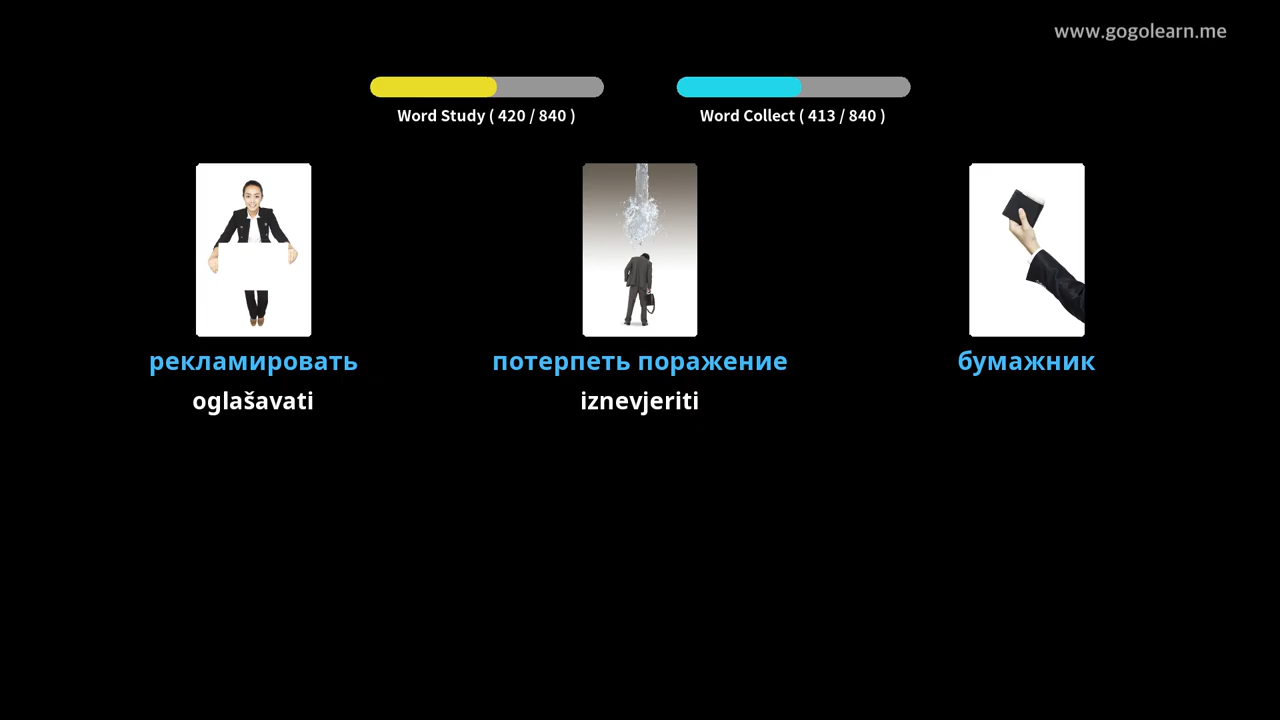 www.gogolearn.me
Word Study ( 420 / 840 )
Word Collect ( 413 / 840 )
рекламировать
потерпеть поражение
бумажник
oglašavati
iznevjeriti